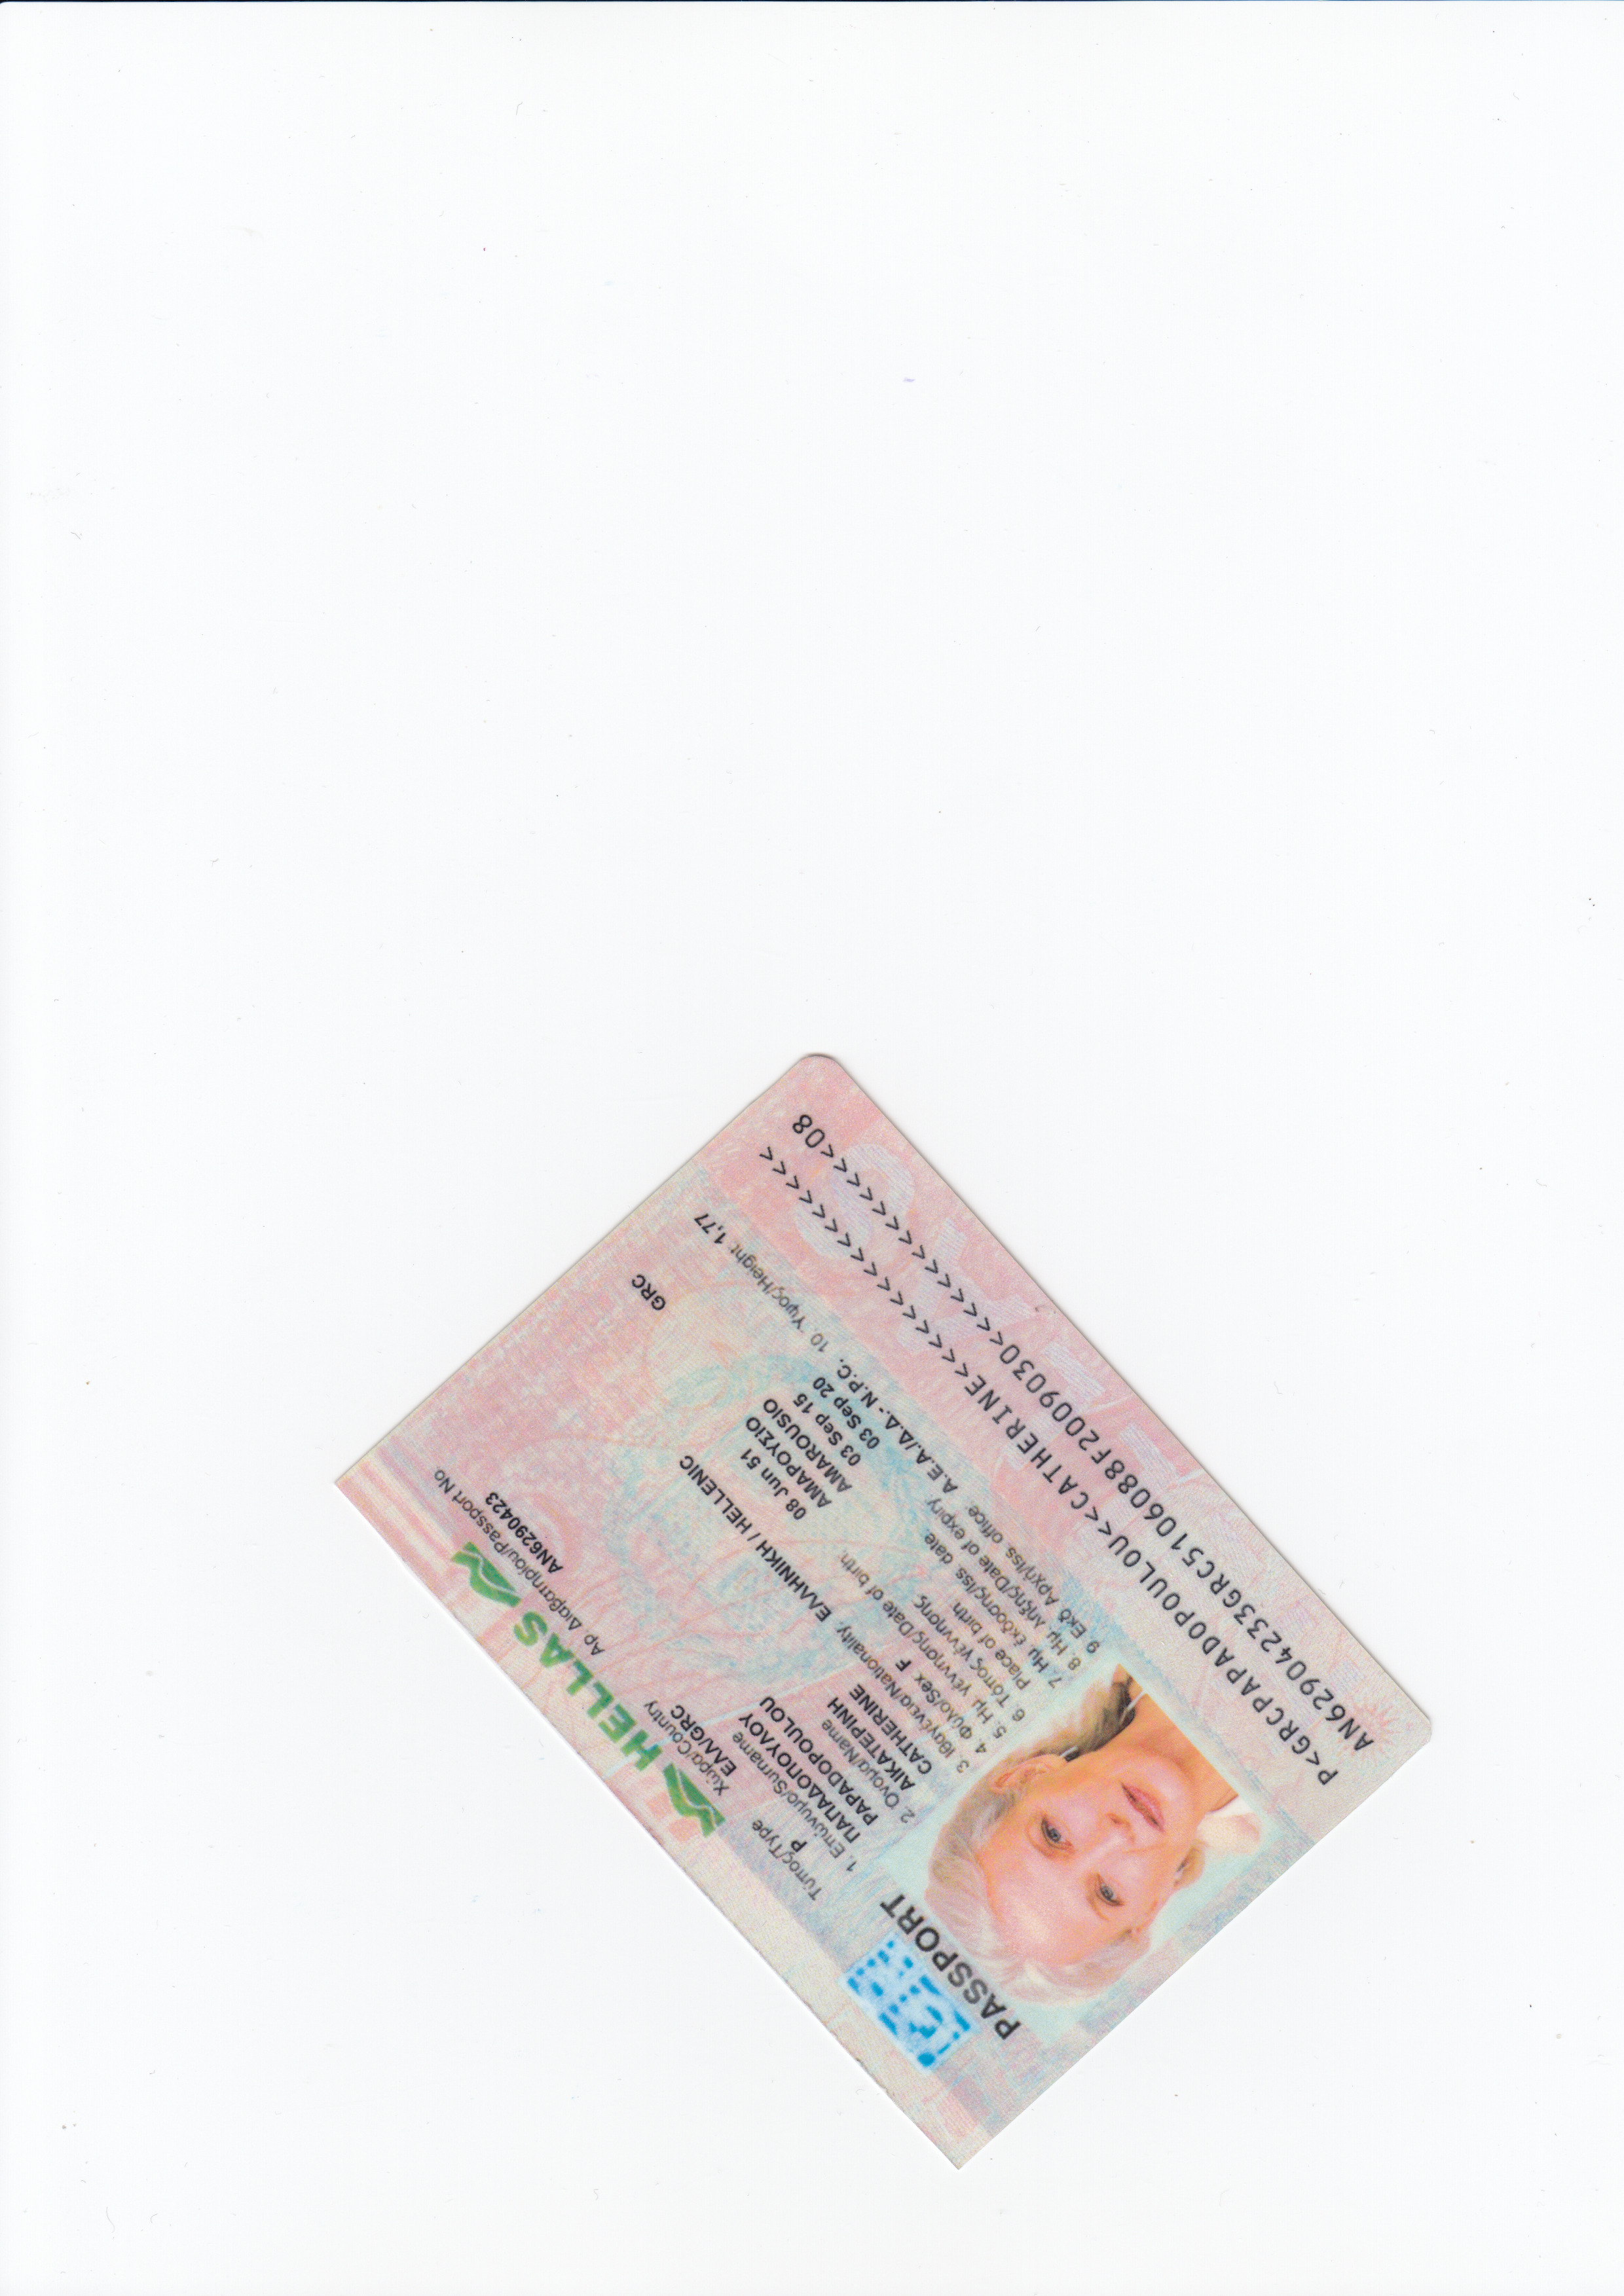 PASSPORT
HELLAS
Τύπος/Type
P
Χώρα/Country
ΕΛΛ/GRC
Αρ Διαβατηρίου/Passport No.
AN6290423
1. Επώνυμο/Surname
ΠΑΠΑΔΟΠΟΥΛΟΥ
PAPADOPOULOU
2. Όνομα/Name
ΑΙΚΑΤΕΡΙΝΗ
CATHERINE
3. Ιθαγένεια/Nationality. ΕΛΛΗΝΙΚΗ / HELLENIC
GRC
4. Φύλο/Sex F
5. Ημ γέννησης/Date of birth. 08 Jun 51
6. Τόπος γέννησης ΑΜΑΡΟΥΣΙΟ
Place of birth AMAROUSIO
7. Ημ έκδοσης/Iss. date. 03 Sep 15
8. Ημ λήξης/Date of expiry 03 Sep 20
9. Εκδ Αρχή/Iss. office. Α.Ε.Α./Δ.Δ.- N.P.C. 10. Υψος/Height 1,77
P<GRCPAPADOPOULOU<<CATHERINE<<<<<<<<<<<<<<<<
AN62904233GRC5106088F2009030<<<<<<<<<<<<<<08